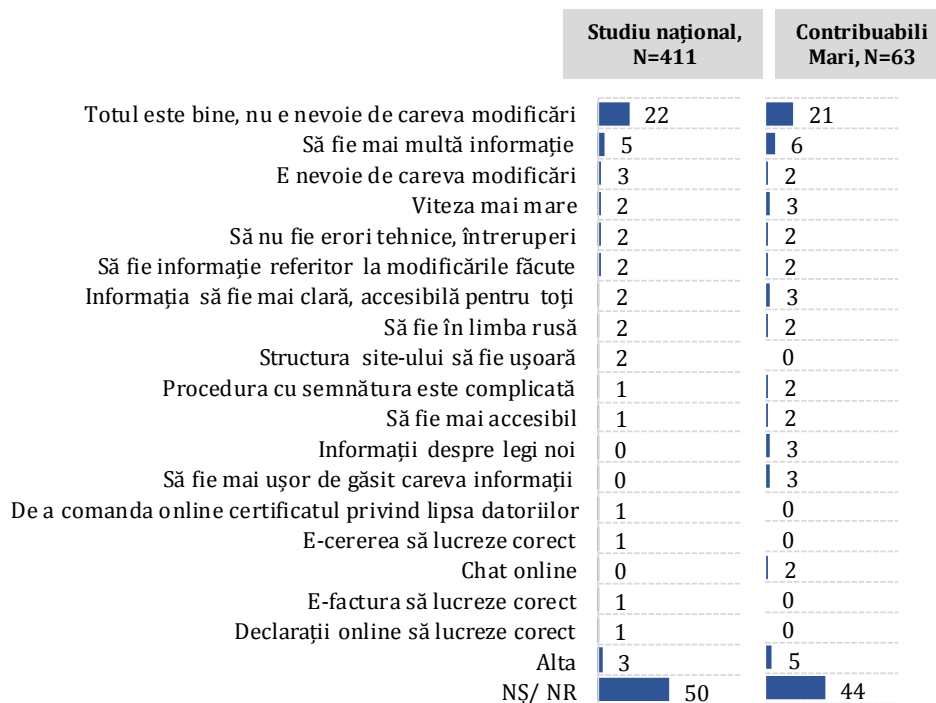 Studiu național, N=411
Contribuabili Mari, N=63
Totul este bine, nu e nevoie de careva modificări 22 21
Să fie mai multă informație 5 6
E nevoie de careva modificări 3 2
Viteza mai mare 2 3
Să nu fie erori tehnice, întreruperi 2 2
Să fie informație referitor la modificările făcute 2 2
Informația să fie mai clară, accesibilă pentru toți 2 3
Să fie în limba rusă 2 2
Structura site-ului să fie ușoară 2 0
Procedura cu semnătura este complicată 1 2
Să fie mai accesibil 1 2
Informații despre legi noi 0 3
Să fie mai ușor de găsit careva informații 0 3
De a comanda online certificatul privind lipsa datoriilor 1 0
E-cererea să lucreze corect 1 0
Chat online 0 2
E-factura să lucreze corect 1 0
Declarații online să lucreze corect 1 0
Alta 3 5
NȘ/ NR 50 44